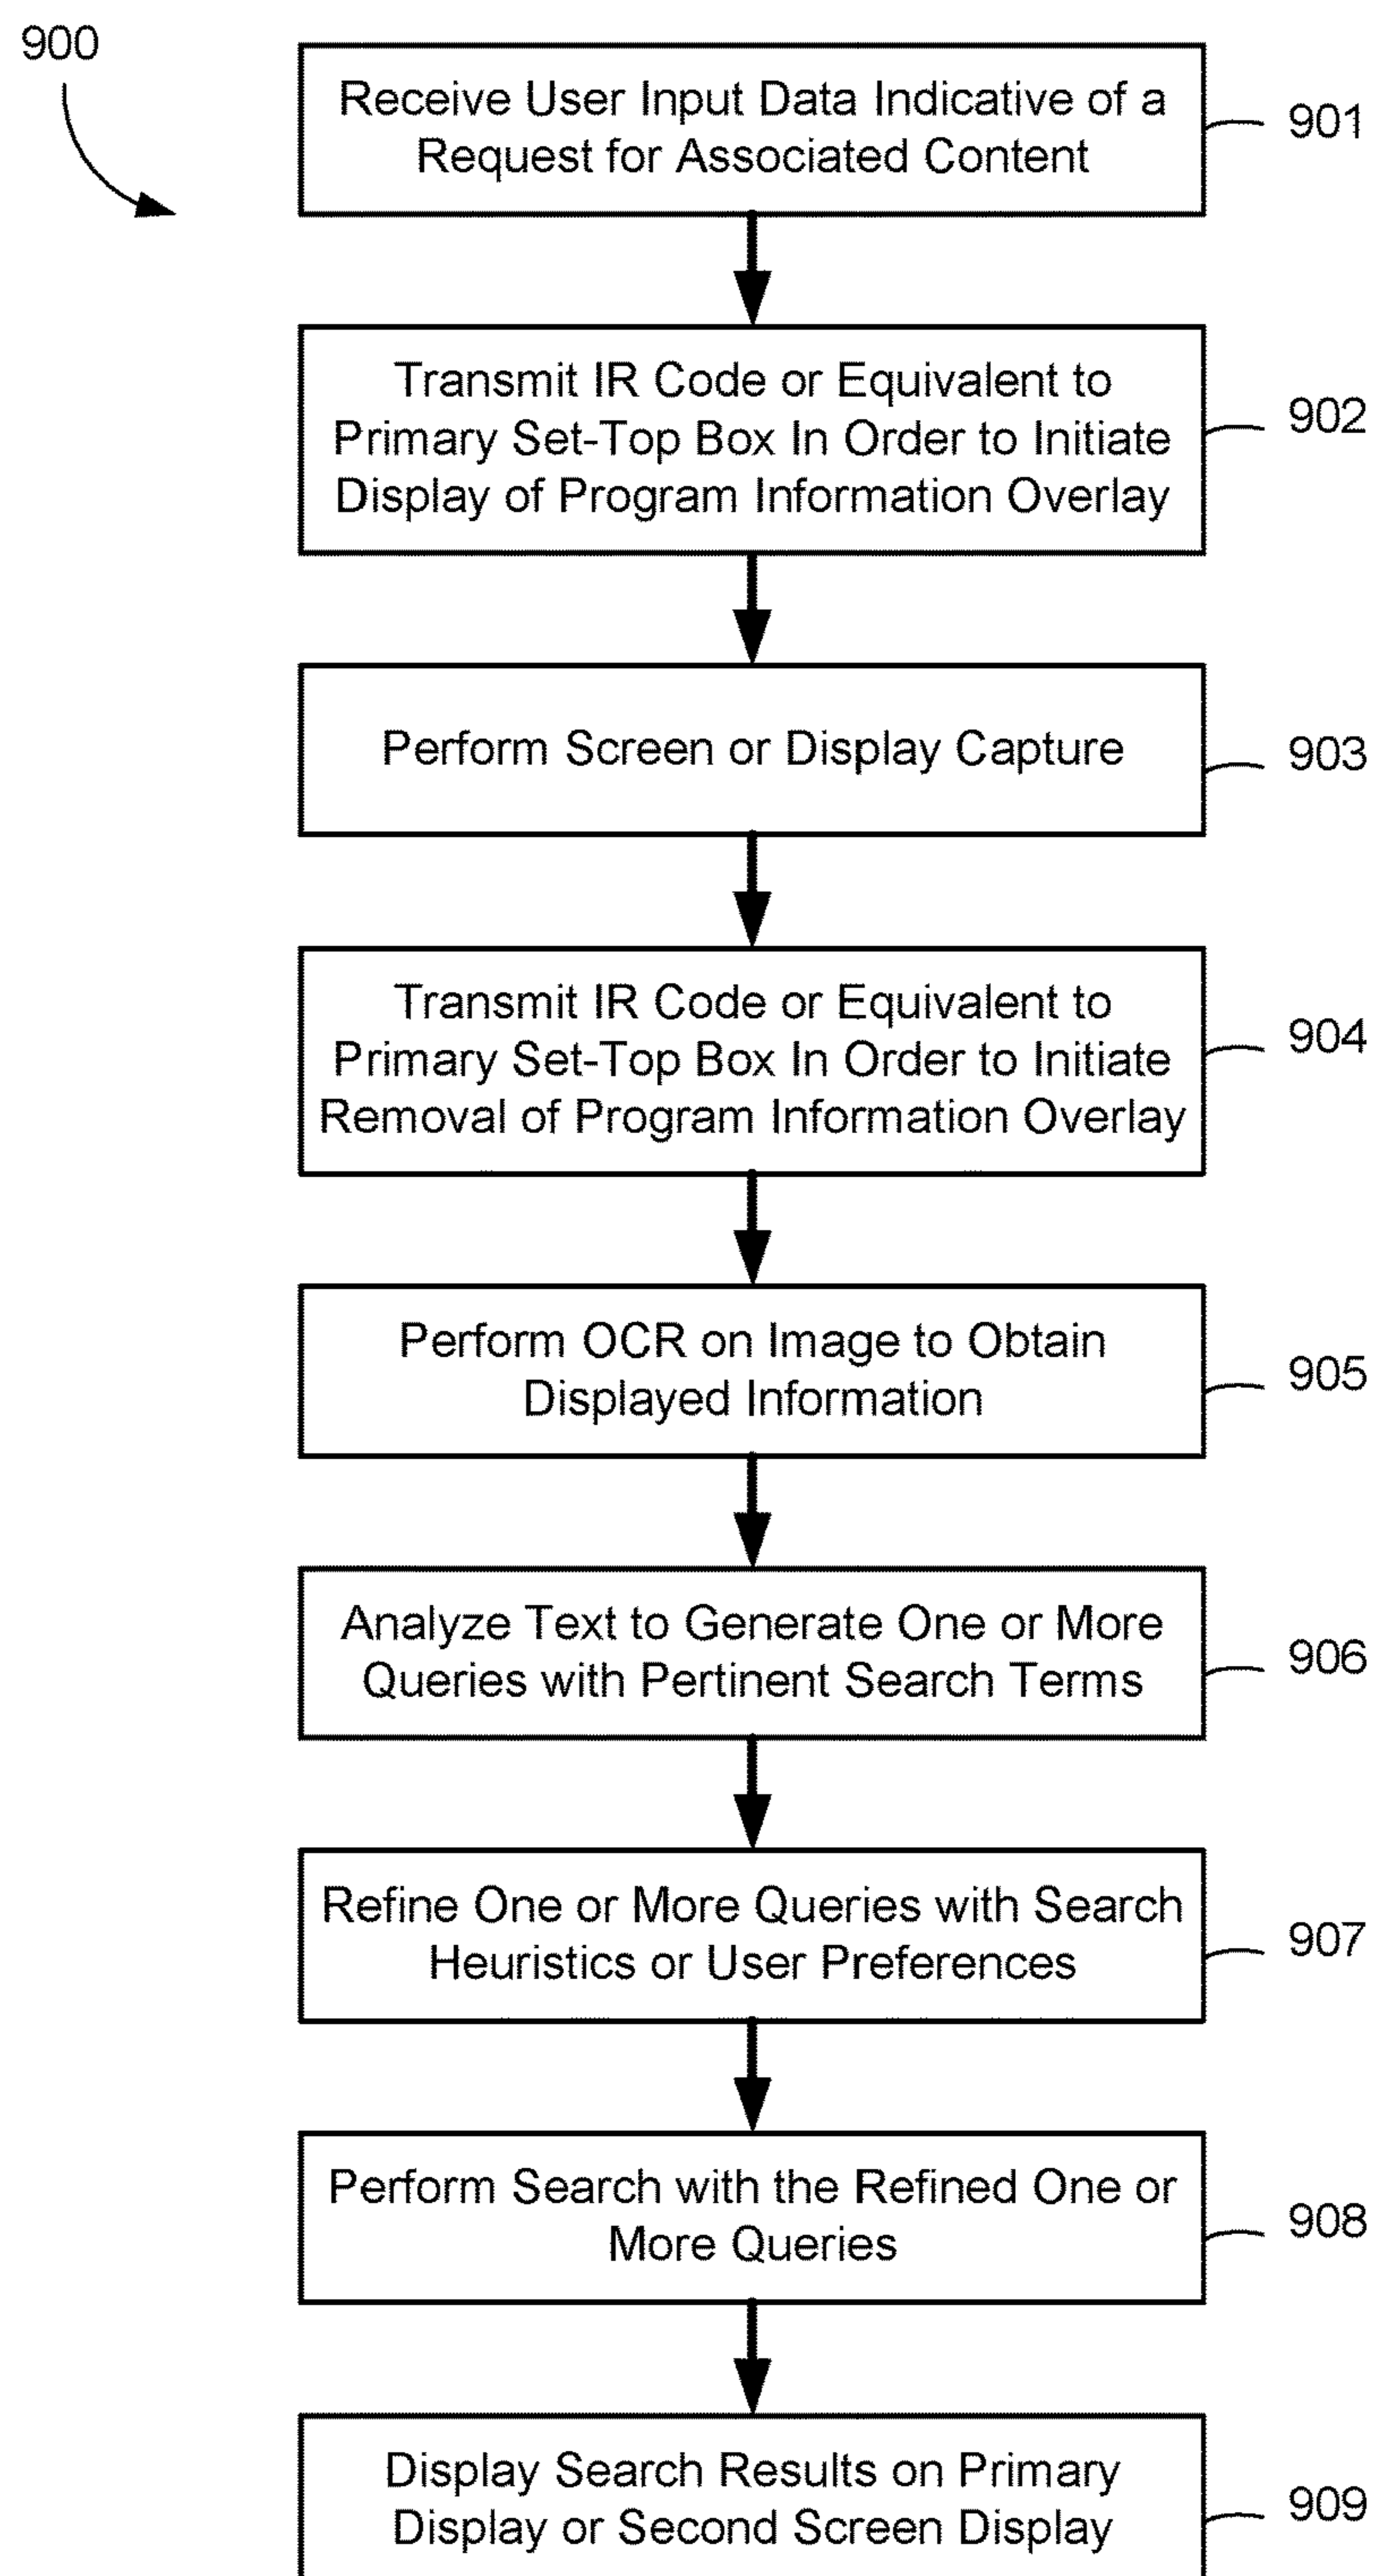 900
Receive User Input Data Indicative of a
Request for Associated Content
901
Transmit IR Code or Equivalent to
Primary Set-Top Box In Order to Initiate
Display of Program Information Overlay
902
Perform Screen or Display Capture
903
Transmit IR Code or Equivalent to
Primary Set-Top Box In Order to Initiate
Removal of Program Information Overlay
904
Perform OCR on Image to Obtain
Displayed Information
905
Analyze Text to Generate One or More
Queries with Pertinent Search Terms
906
Refine One or More Queries with Search
Heuristics or User Preferences
907
Perform Search with the Refined One or
More Queries
908
Display Search Results on Primary
Display or Second Screen Display
909